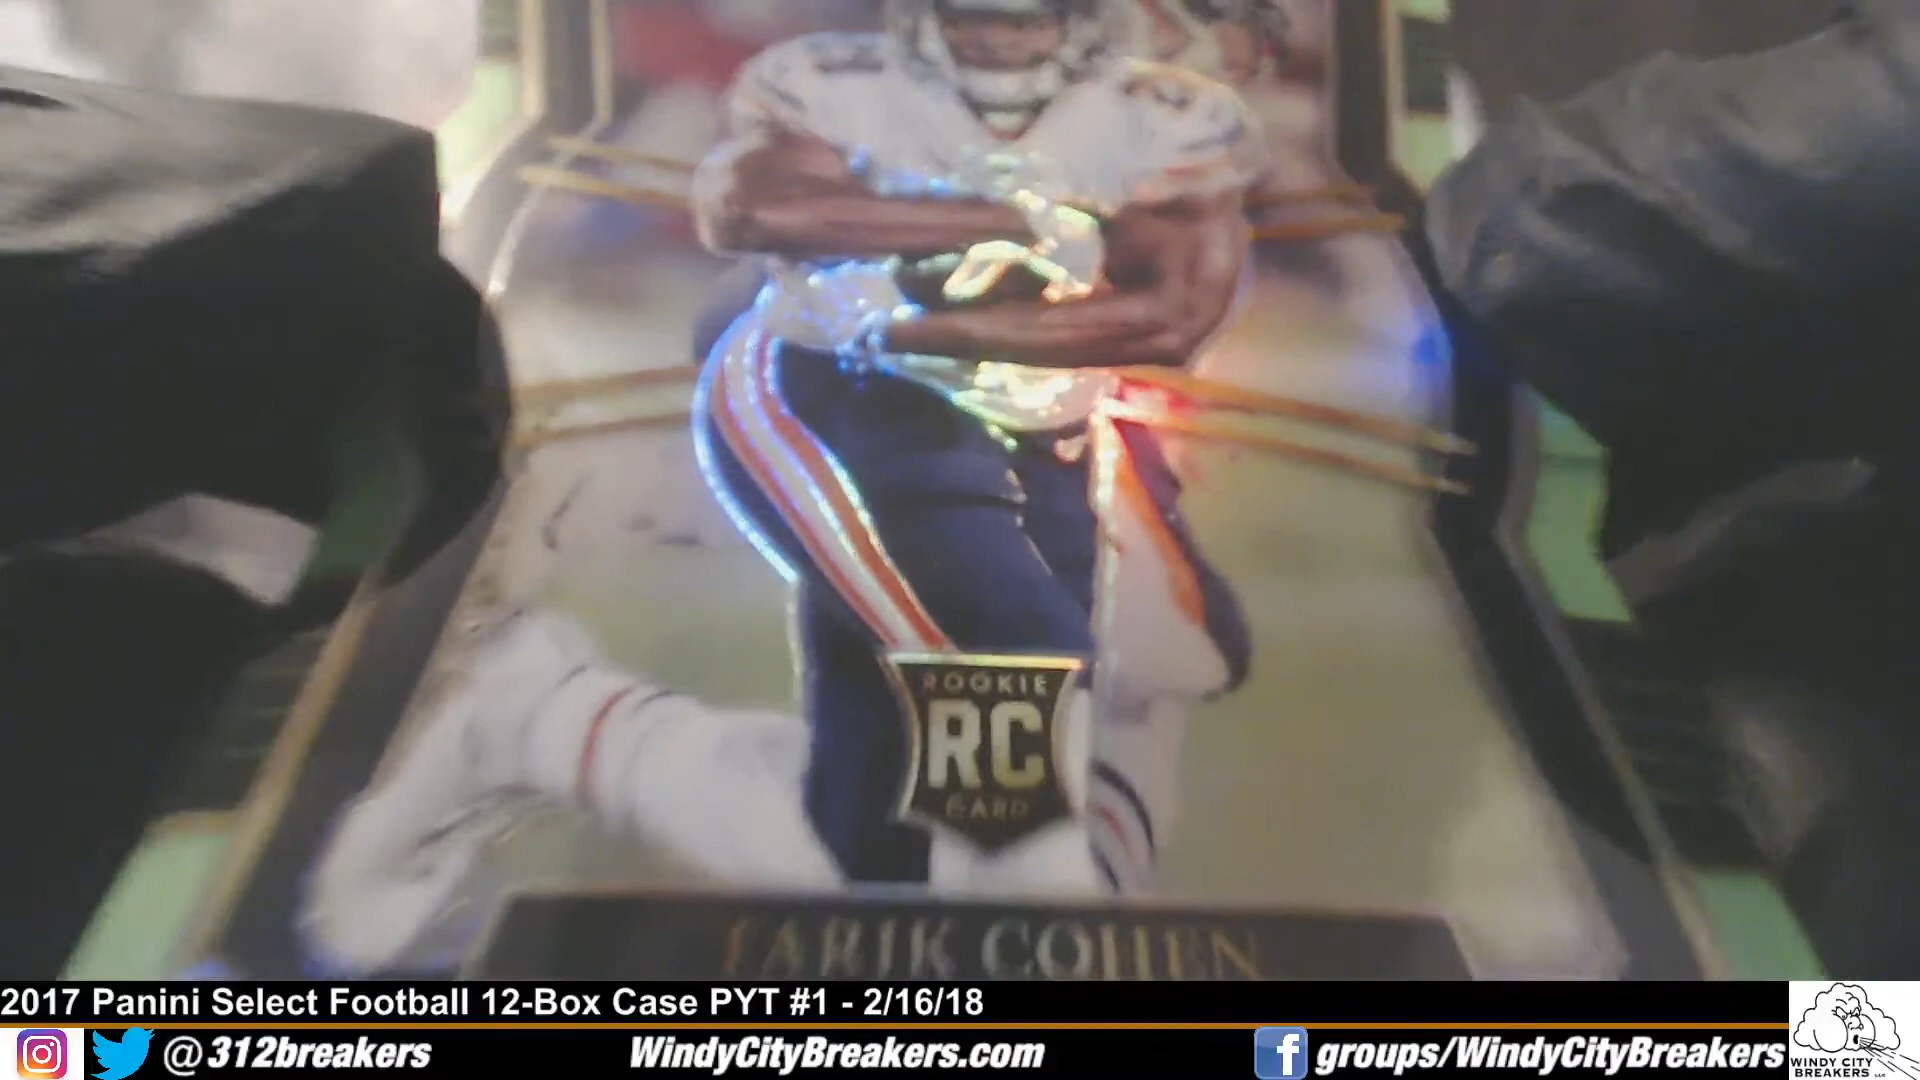 ROOKIE
RC
CARD
TARIK COHEN
2017 Panini Select Football 12-Box Case PYT #1 - 2/16/18
@312breakers
WindyCityBreakers.com
f groups/WindyCityBreakers
WINDY CITY
BREAKERS LLC